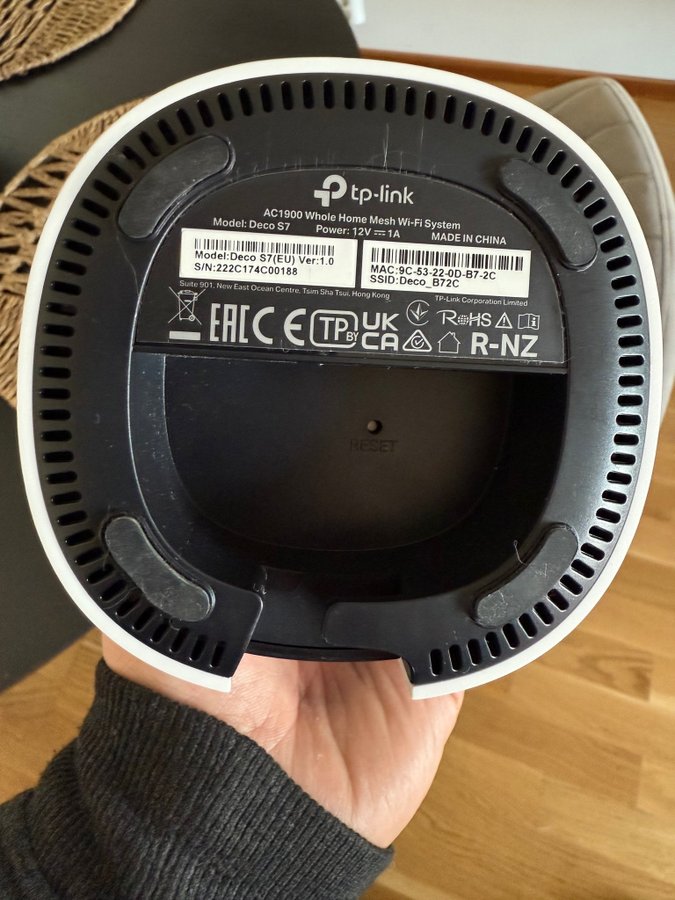 tp-link
AC1900 Whole Home Mesh Wi-Fi System
Model: Deco S7 Power: 12V⎓1A MADE IN CHINA
Model:Deco S7(EU) Ver:1.0
S/N:222C174C00188
MAC:9C-53-22-0D-B7-2C
SSID:Deco_B72C
Suite 901, New East Ocean Centre, Tsim Sha Tsui, Hong Kong
TP-Link Corporation Limited
EAC CE TP BY UK CA RoHS R-NZ
RESET